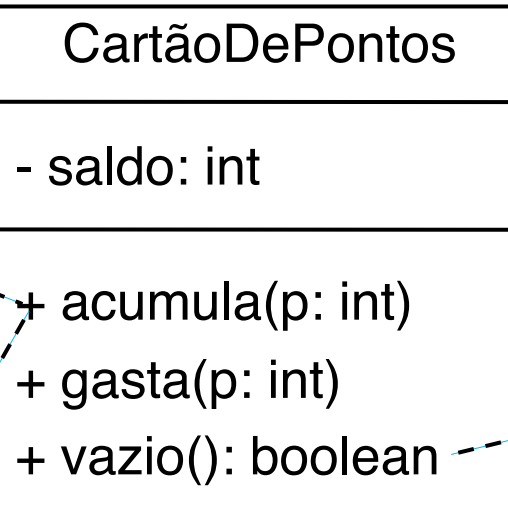 CartãoDePontos
- saldo: int
+ acumula(p: int)
+ gasta(p: int)
+ vazio(): boolean